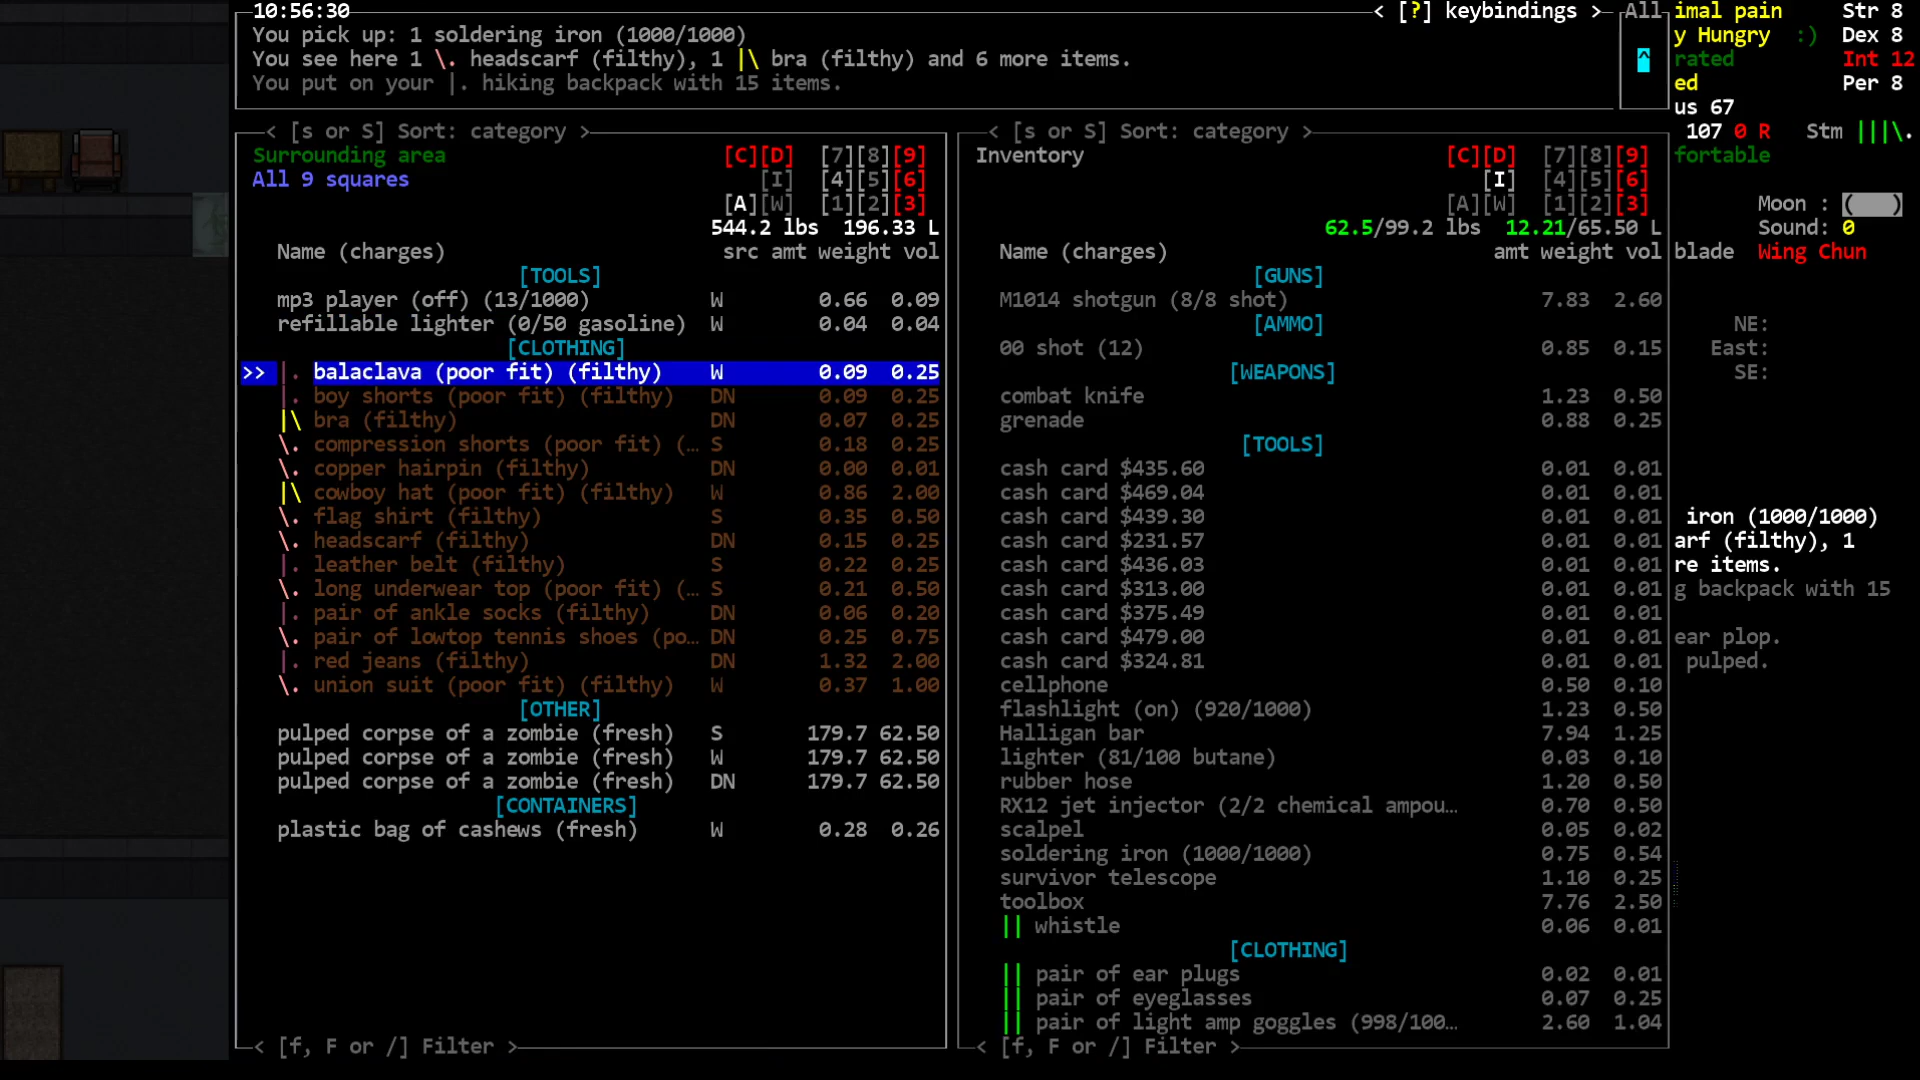 10:56:30
< [?] keybindings >
All
You pick up: 1 soldering iron (1000/1000)
You see here 1 \. headscarf (filthy), 1 |\ bra (filthy) and 6 more items.
You put on your |. hiking backpack with 15 items.
^
imal pain Str 8
y Hungry :) Dex 8
rated Int 12
ed Per 8
us 67
107 0 R Stm |||\.
fortable
Moon : ( )
Sound: 0
blade Wing Chun
NE:
East:
SE:
iron (1000/1000)
arf (filthy), 1
re items.
g backpack with 15
ear plop.
pulped.
< [s or S] Sort: category >
Surrounding area [C][D] [7][8][9]
All 9 squares [I] [4][5][6]
[A][W] [1][2][3]
544.2 lbs 196.33 L
Name (charges) src amt weight vol
[TOOLS]
mp3 player (off) (13/1000) W 0.66 0.09
refillable lighter (0/50 gasoline) W 0.04 0.04
[CLOTHING]
>> |. balaclava (poor fit) (filthy) W 0.09 0.25
|. boy shorts (poor fit) (filthy) DN 0.09 0.25
|\ bra (filthy) DN 0.07 0.25
\. compression shorts (poor fit) (… S 0.18 0.25
\. copper hairpin (filthy) DN 0.00 0.01
|\ cowboy hat (poor fit) (filthy) W 0.86 2.00
\. flag shirt (filthy) S 0.35 0.50
\. headscarf (filthy) DN 0.15 0.25
|. leather belt (filthy) S 0.22 0.25
\. long underwear top (poor fit) (… S 0.21 0.50
|. pair of ankle socks (filthy) DN 0.06 0.20
\. pair of lowtop tennis shoes (po… DN 0.25 0.75
|. red jeans (filthy) DN 1.32 2.00
\. union suit (poor fit) (filthy) W 0.37 1.00
[OTHER]
pulped corpse of a zombie (fresh) S 179.7 62.50
pulped corpse of a zombie (fresh) W 179.7 62.50
pulped corpse of a zombie (fresh) DN 179.7 62.50
[CONTAINERS]
plastic bag of cashews (fresh) W 0.28 0.26
< [f, F or /] Filter >
< [s or S] Sort: category >
Inventory [C][D] [7][8][9]
[I] [4][5][6]
[A][W] [1][2][3]
62.5/99.2 lbs 12.21/65.50 L
Name (charges) amt weight vol
[GUNS]
M1014 shotgun (8/8 shot) 7.83 2.60
[AMMO]
00 shot (12) 0.85 0.15
[WEAPONS]
combat knife 1.23 0.50
grenade 0.88 0.25
[TOOLS]
cash card $435.60 0.01 0.01
cash card $469.04 0.01 0.01
cash card $439.30 0.01 0.01
cash card $231.57 0.01 0.01
cash card $436.03 0.01 0.01
cash card $313.00 0.01 0.01
cash card $375.49 0.01 0.01
cash card $479.00 0.01 0.01
cash card $324.81 0.01 0.01
cellphone 0.50 0.10
flashlight (on) (920/1000) 1.23 0.50
Halligan bar 7.94 1.25
lighter (81/100 butane) 0.03 0.10
rubber hose 1.20 0.50
RX12 jet injector (2/2 chemical ampou… 0.70 0.50
scalpel 0.05 0.02
soldering iron (1000/1000) 0.75 0.54
survivor telescope 1.10 0.25
toolbox 7.76 2.50
|| whistle 0.06 0.01
[CLOTHING]
|| pair of ear plugs 0.02 0.01
|| pair of eyeglasses 0.07 0.25
|| pair of light amp goggles (998/100… 2.60 1.04
< [f, F or /] Filter >